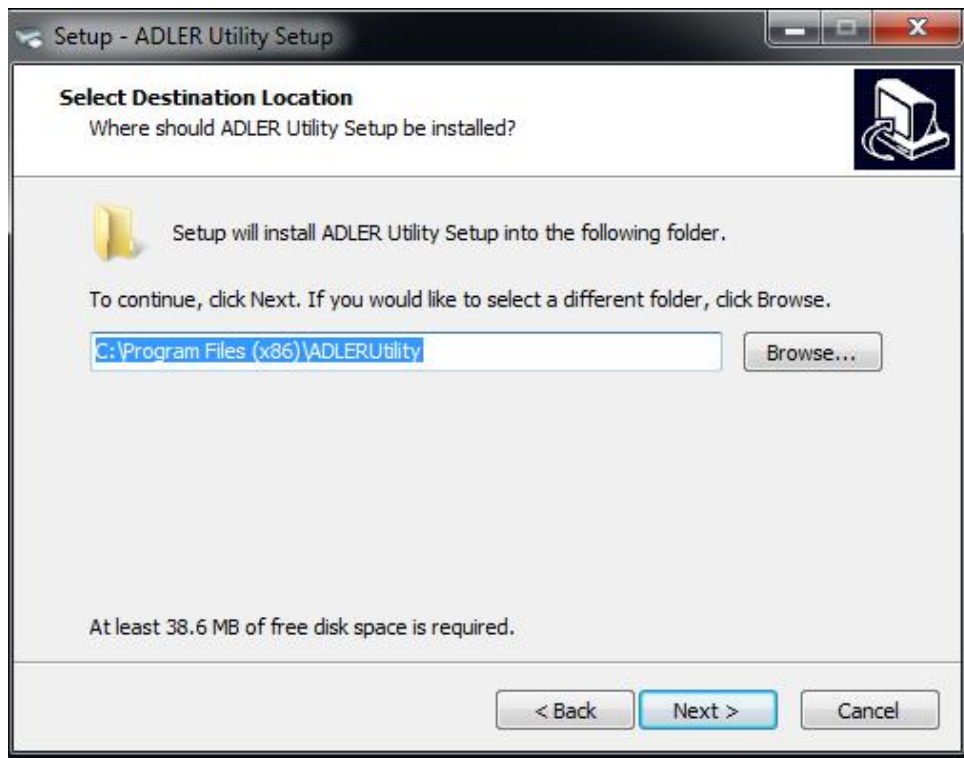 Setup - ADLER Utility Setup
Select Destination Location
Where should ADLER Utility Setup be installed?
Setup will install ADLER Utility Setup into the following folder.
To continue, click Next. If you would like to select a different folder, click Browse.
C:\Program Files (x86)\ADLERUtility
Browse...
At least 38.6 MB of free disk space is required.
< Back
Next >
Cancel